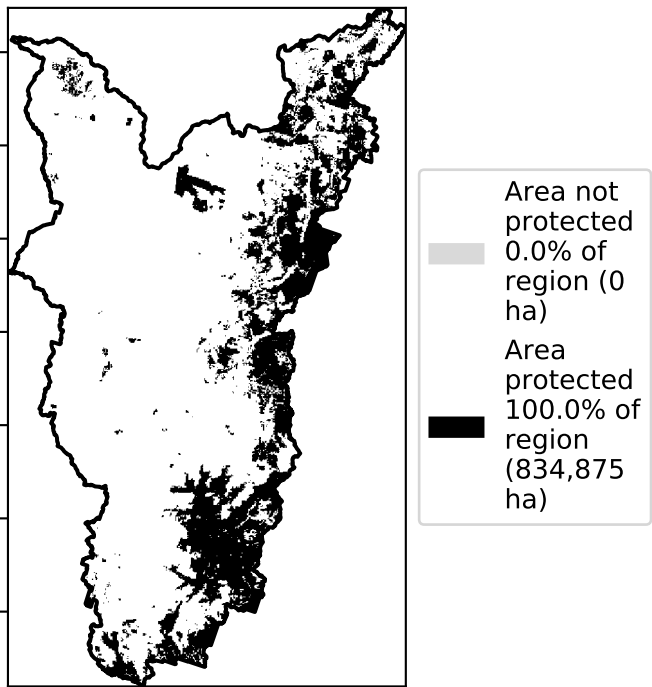 Area not
protected
0.0% of
region (0
ha)
Area
protected
100.0% of
region
(834,875
ha)